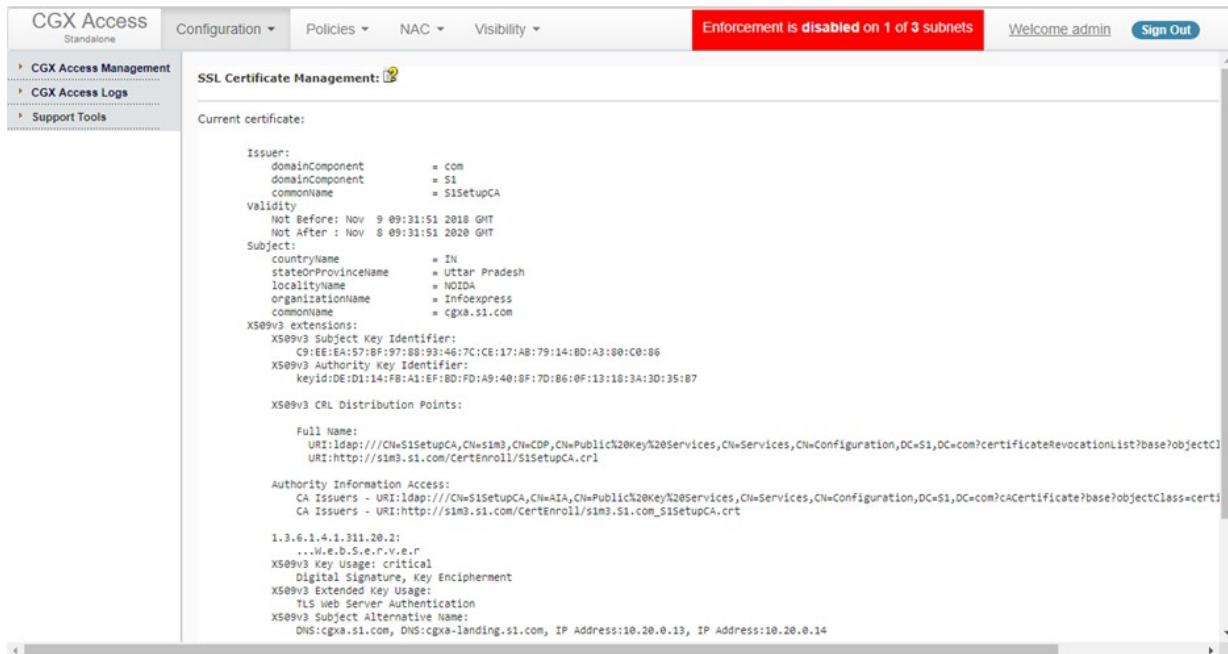 CGX Access
Standalone
Configuration
Policies
NAC
Visibility
Enforcement is disabled on 1 of 3 subnets
Welcome admin
Sign Out
CGX Access Management
CGX Access Logs
Support Tools
SSL Certificate Management:
Current certificate:
Issuer:
domainComponent = com
domainComponent = S1
commonName = S1SetupCA
Validity
Not Before: Nov 9 09:31:51 2018 GMT
Not After : Nov 8 09:31:51 2020 GMT
Subject:
countryName = IN
stateOrProvinceName = Uttar Pradesh
localityName = NOIDA
organizationName = Infoexpress
commonName = cgxa.s1.com
X509v3 extensions:
X509v3 Subject Key Identifier:
C9:EE:EA:57:BF:97:88:93:46:7C:CE:17:AB:79:14:BD:A3:80:C0:86
X509v3 Authority Key Identifier:
keyid:DE:D1:14:FB:A1:EF:BD:FD:A9:40:8F:7D:B6:0F:13:18:3A:3D:35:B7
X509v3 CRL Distribution Points:
Full Name:
URI:ldap:///CN=S1SetupCA,CN=s1m3,CN=CDP,CN=Public%20Key%20Services,CN=Services,CN=Configuration,DC=S1,DC=com?certificateRevocationList?base?objectCl
URI:http://s1m3.s1.com/CertEnroll/S1SetupCA.crl
Authority Information Access:
CA Issuers - URI:ldap:///CN=S1SetupCA,CN=AIA,CN=Public%20Key%20Services,CN=Services,CN=Configuration,DC=S1,DC=com?cACertificate?base?objectClass=certi
CA Issuers - URI:http://s1m3.s1.com/CertEnroll/s1m3.S1.com_S1SetupCA.crt
1.3.6.1.4.1.311.20.2:
...W.e.b.S.e.r.v.e.r
X509v3 Key Usage: critical
Digital Signature, Key Encipherment
X509v3 Extended Key Usage:
TLS Web Server Authentication
X509v3 Subject Alternative Name:
DNS:cgxa.s1.com, DNS:cgxa-landing.s1.com, IP Address:10.20.0.13, IP Address:10.20.0.14